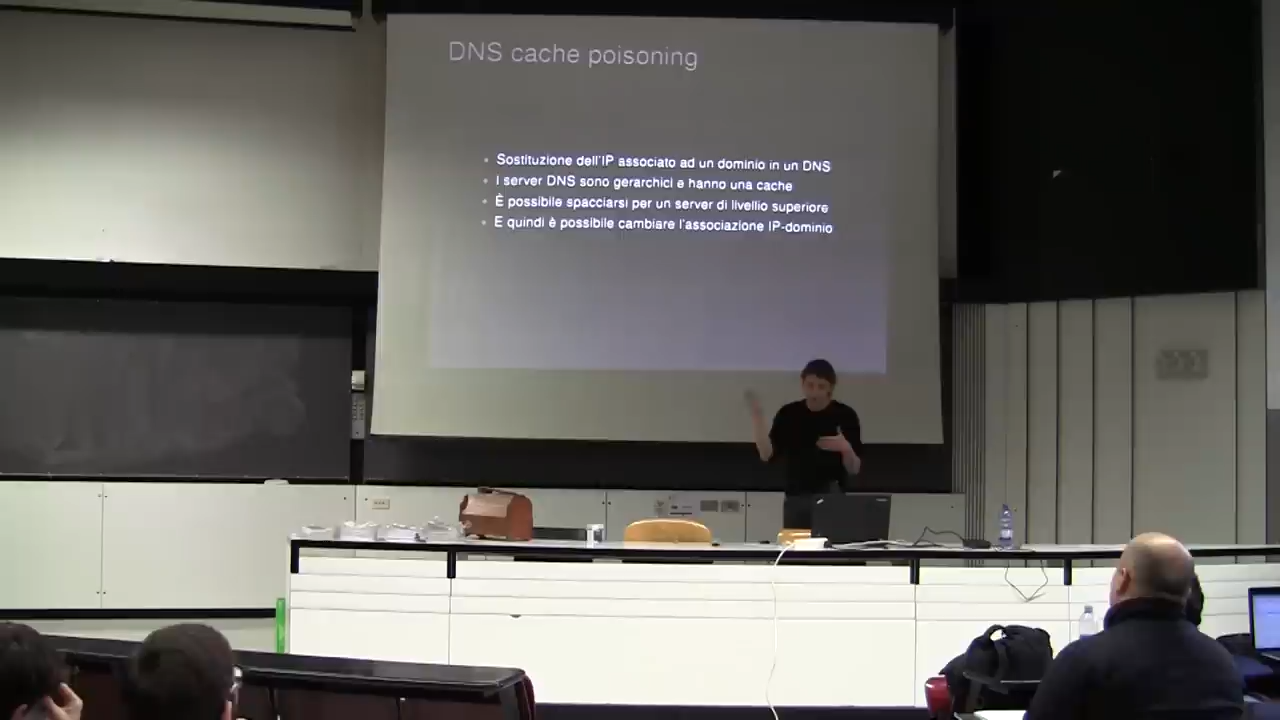 DNS cache poisoning
Sostituzione dell'IP associato ad un dominio in un DNS
I server DNS sono gerarchici e hanno una cache
È possibile spacciarsi per un server di livello superiore
E quindi è possibile cambiare l'associazione IP-dominio